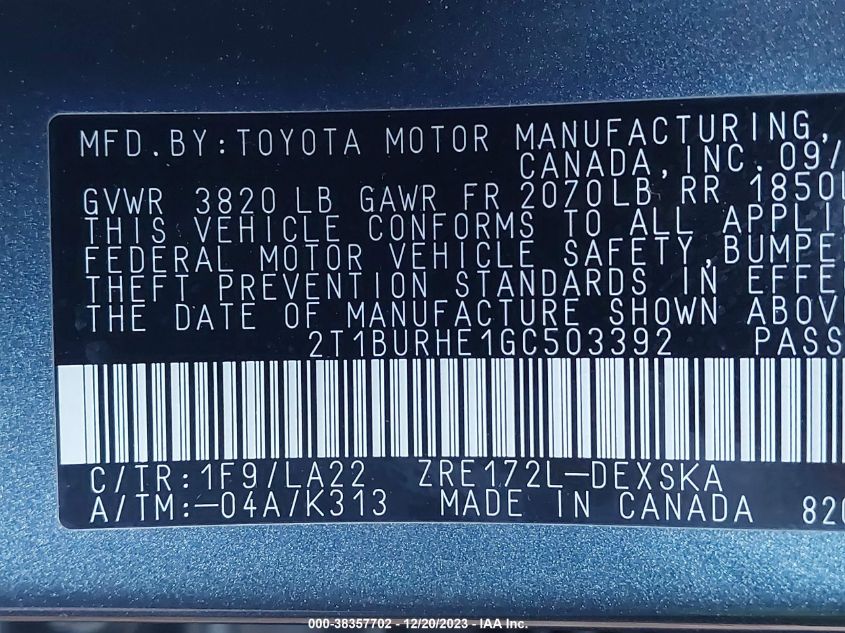 MFD.BY:TOYOTA MOTOR MANUFACTURING,
CANADA,INC.09/
GVWR 3820 LB GAWR FR 2070LB RR 1850L
THIS VEHICLE CONFORMS TO ALL APPLI
FEDERAL MOTOR VEHICLE SAFETY,BUMPE
THEFT PREVENTION STANDARDS IN EFFE
THE DATE OF MANUFACTURE SHOWN ABOV
2T1BURHE1GC503392 PASS
C/TR:1F9/LA22 ZRE172L-DEXSKA
A/TM:-04A/K313 MADE IN CANADA 820
000-38357702 - 12/20/2023 - IAA Inc.